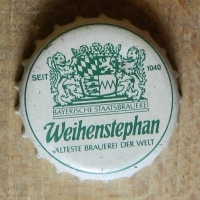 SEIT 1040
BAYERISCHE STAATSBRAUEREI
Weihenstephan
ÄLTESTE BRAUEREI DER WELT